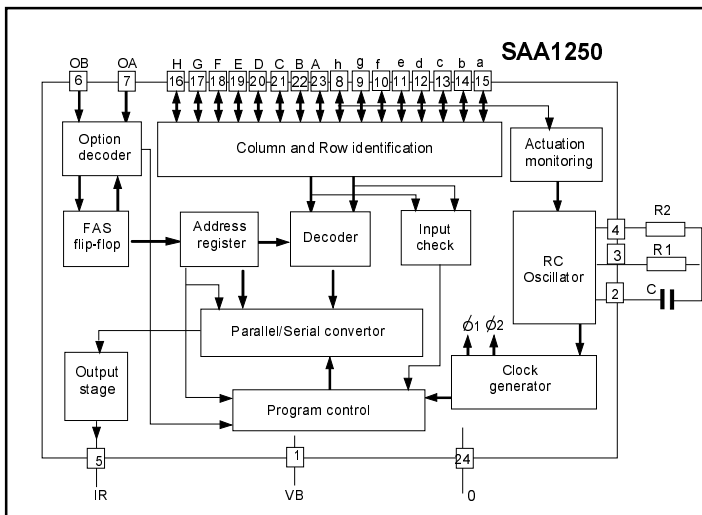 SAA1250
OB OA H G F E D C B A h g f e d c b a
6 7 16 17 18 19 20 21 22 23 8 9 10 11 12 13 14 15
Option
decoder
Column and Row identification
Actuation
monitoring
FAS
flip-flop
Address
register
Decoder
Input
check
RC
Oscillator
4
R2
3
R1
2
C
Parallel/Serial convertor
ϕ1 ϕ2
Output
stage
Program control
Clock
generator
5 1 24
IR VB 0